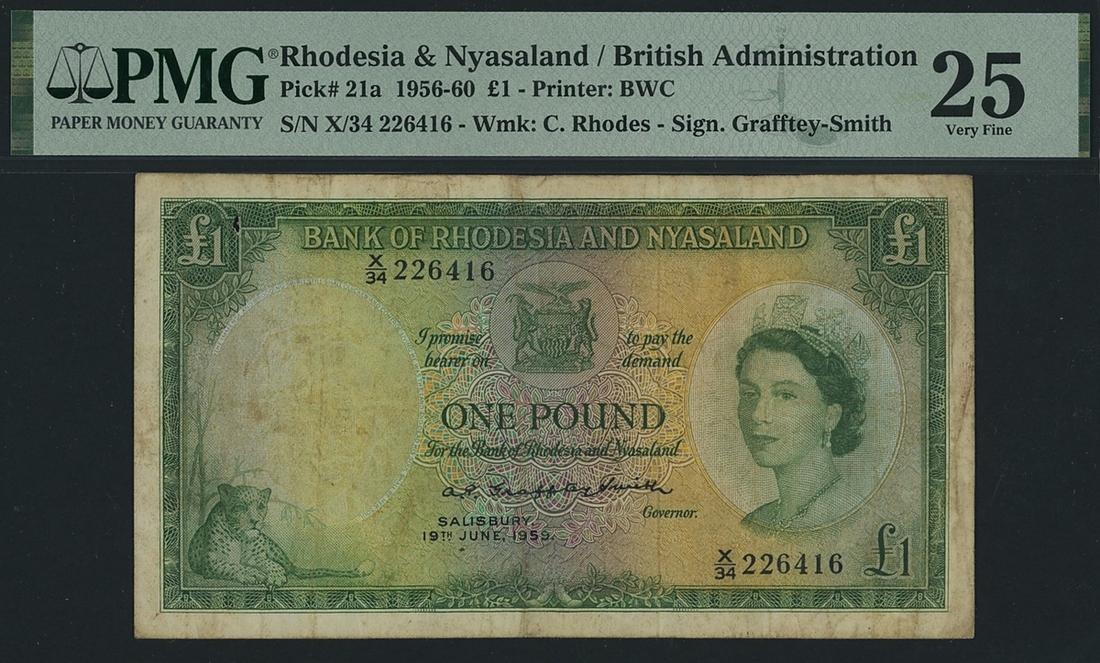 PMG®
PAPER MONEY GUARANTY
Rhodesia & Nyasaland / British Administration
Pick# 21a 1956-60 £1 - Printer: BWC
S/N X/34 226416 - Wmk: C. Rhodes - Sign. Grafftey-Smith
25
Very Fine
£1
£1
BANK OF RHODESIA AND NYASALAND
X/34 226416
I promise to pay the
bearer on demand
ONE POUND
For the Bank of Rhodesia and Nyasaland
A.P. Grafftey-Smith
Governor.
SALISBURY,
19TH JUNE, 1959.
X/34 226416
£1